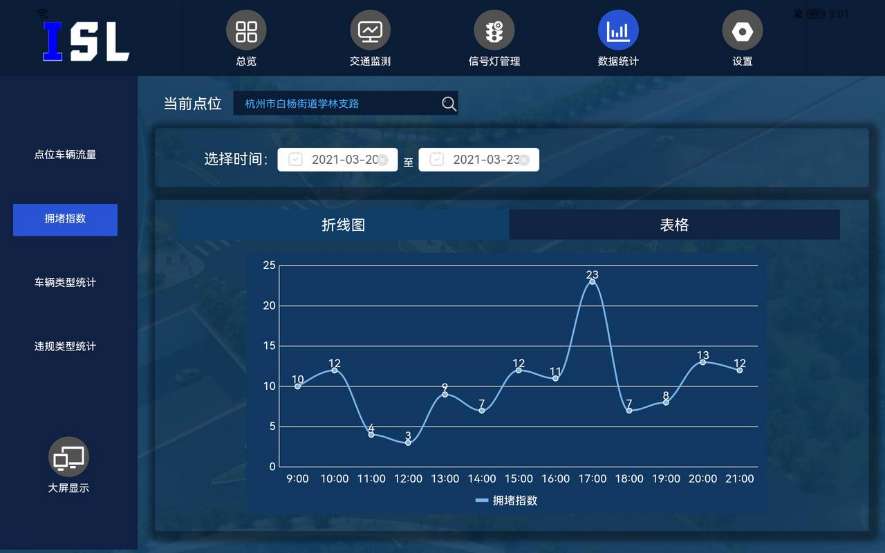 3:01
ISL
总览
交通监测
信号灯管理
数据统计
设置
当前点位
杭州市白杨街道学林支路
点位车辆流量
拥堵指数
车辆类型统计
违规类型统计
大屏显示
选择时间:
2021-03-20
至
2021-03-23
折线图
表格
25
20
15
10
5
0
10
12
4
3
9
7
12
11
23
7
8
13
12
9:00 10:00 11:00 12:00 13:00 14:00 15:00 16:00 17:00 18:00 19:00 20:00 21:00
拥堵指数